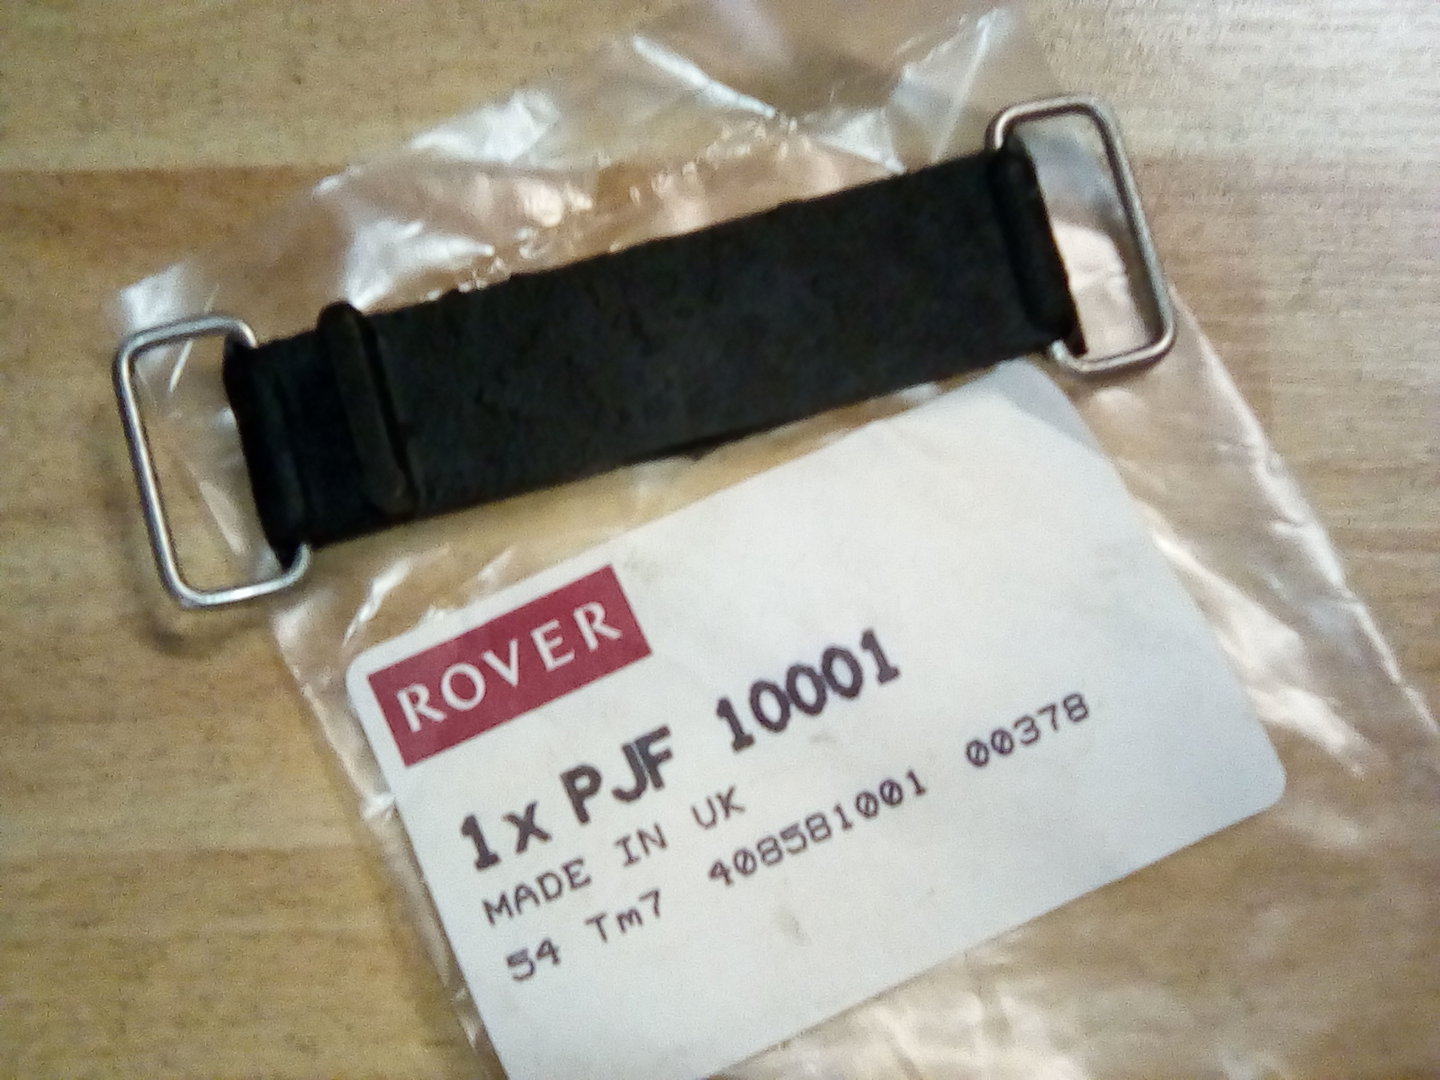 ROVER
1x PJF 10001
MADE IN UK
54 Tm7 408581001 00378